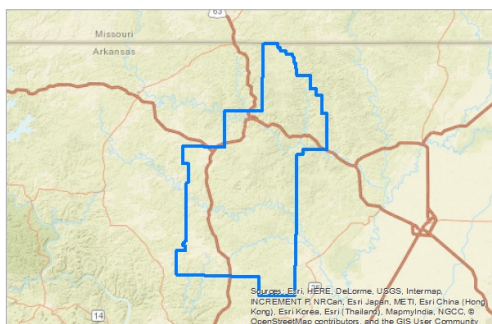 63
Missouri
Arkansas
14
Sources: Esri, HERE, DeLorme, USGS, Intermap,
INCREMENT P, NRCan, Esri Japan, METI, Esri China (Hong
Kong), Esri Korea, Esri (Thailand), MapmyIndia, NGCC, ©
OpenStreetMap contributors, and the GIS User Community